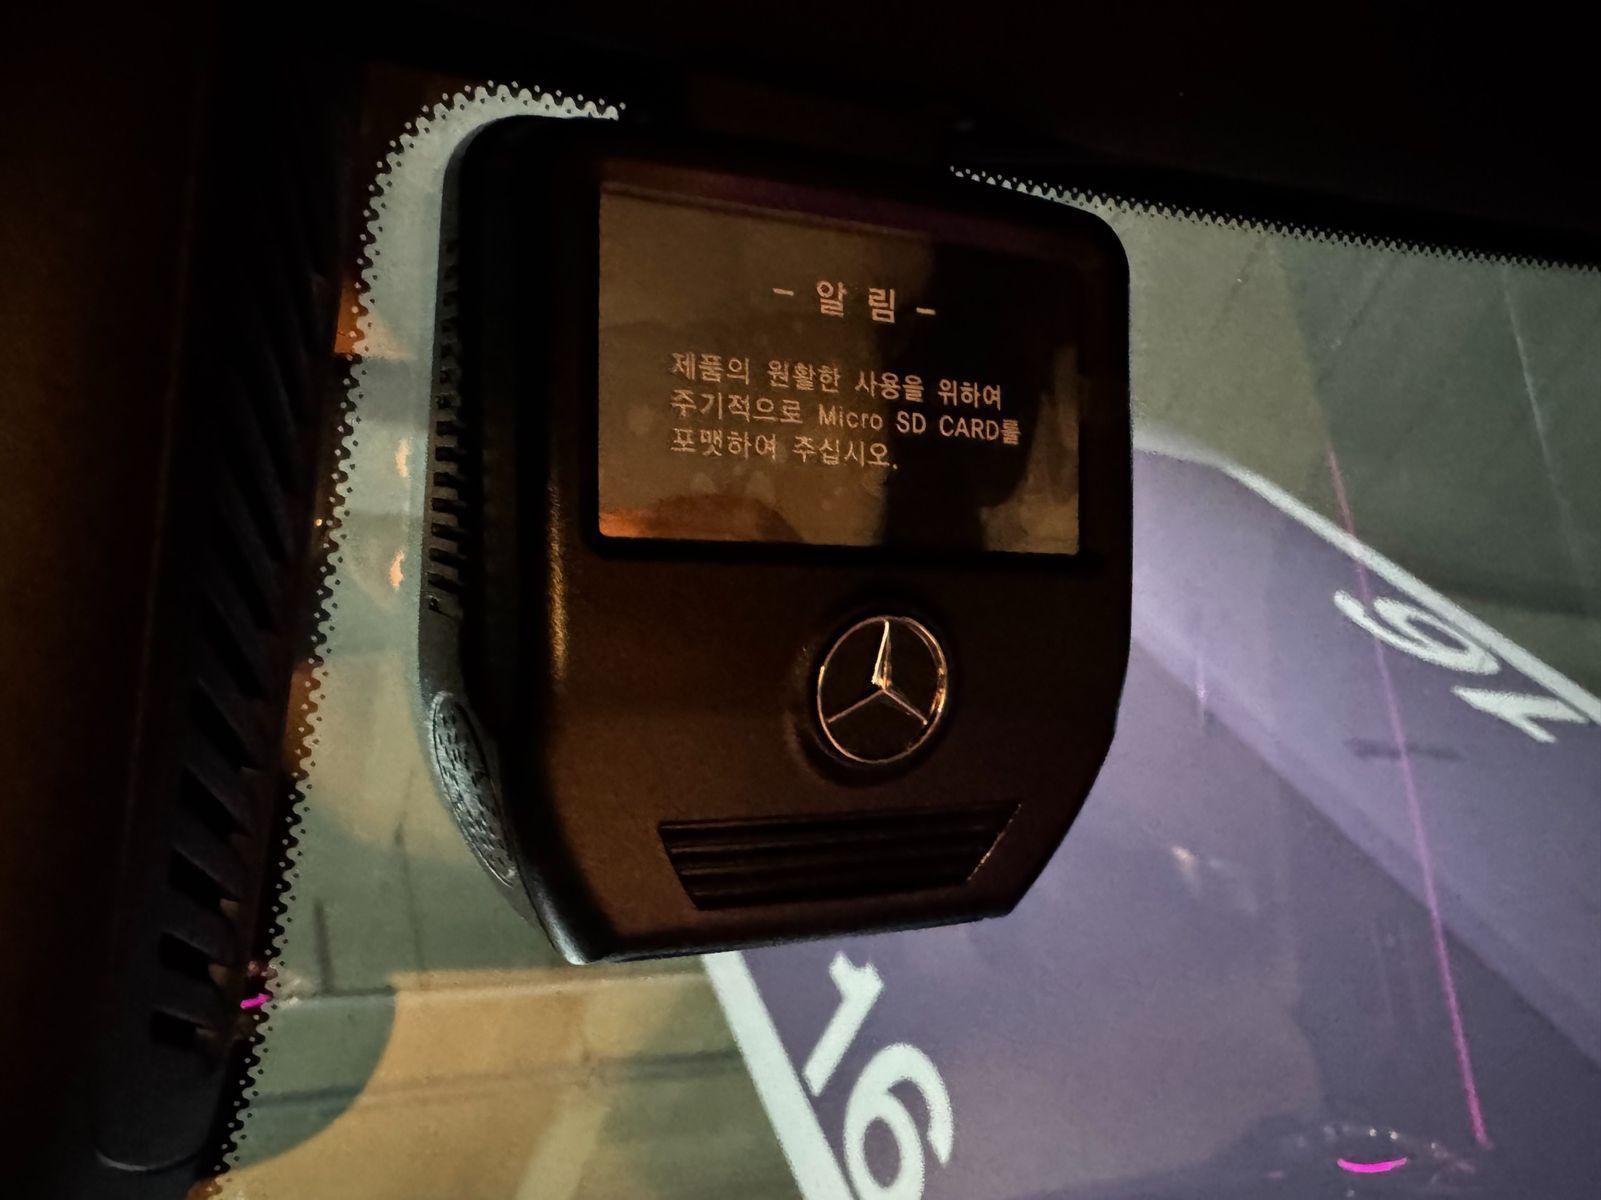 - 알 림 -
제품의 원활한 사용을 위하여
주기적으로 Micro SD CARD를
포맷하여 주십시오.
16
16